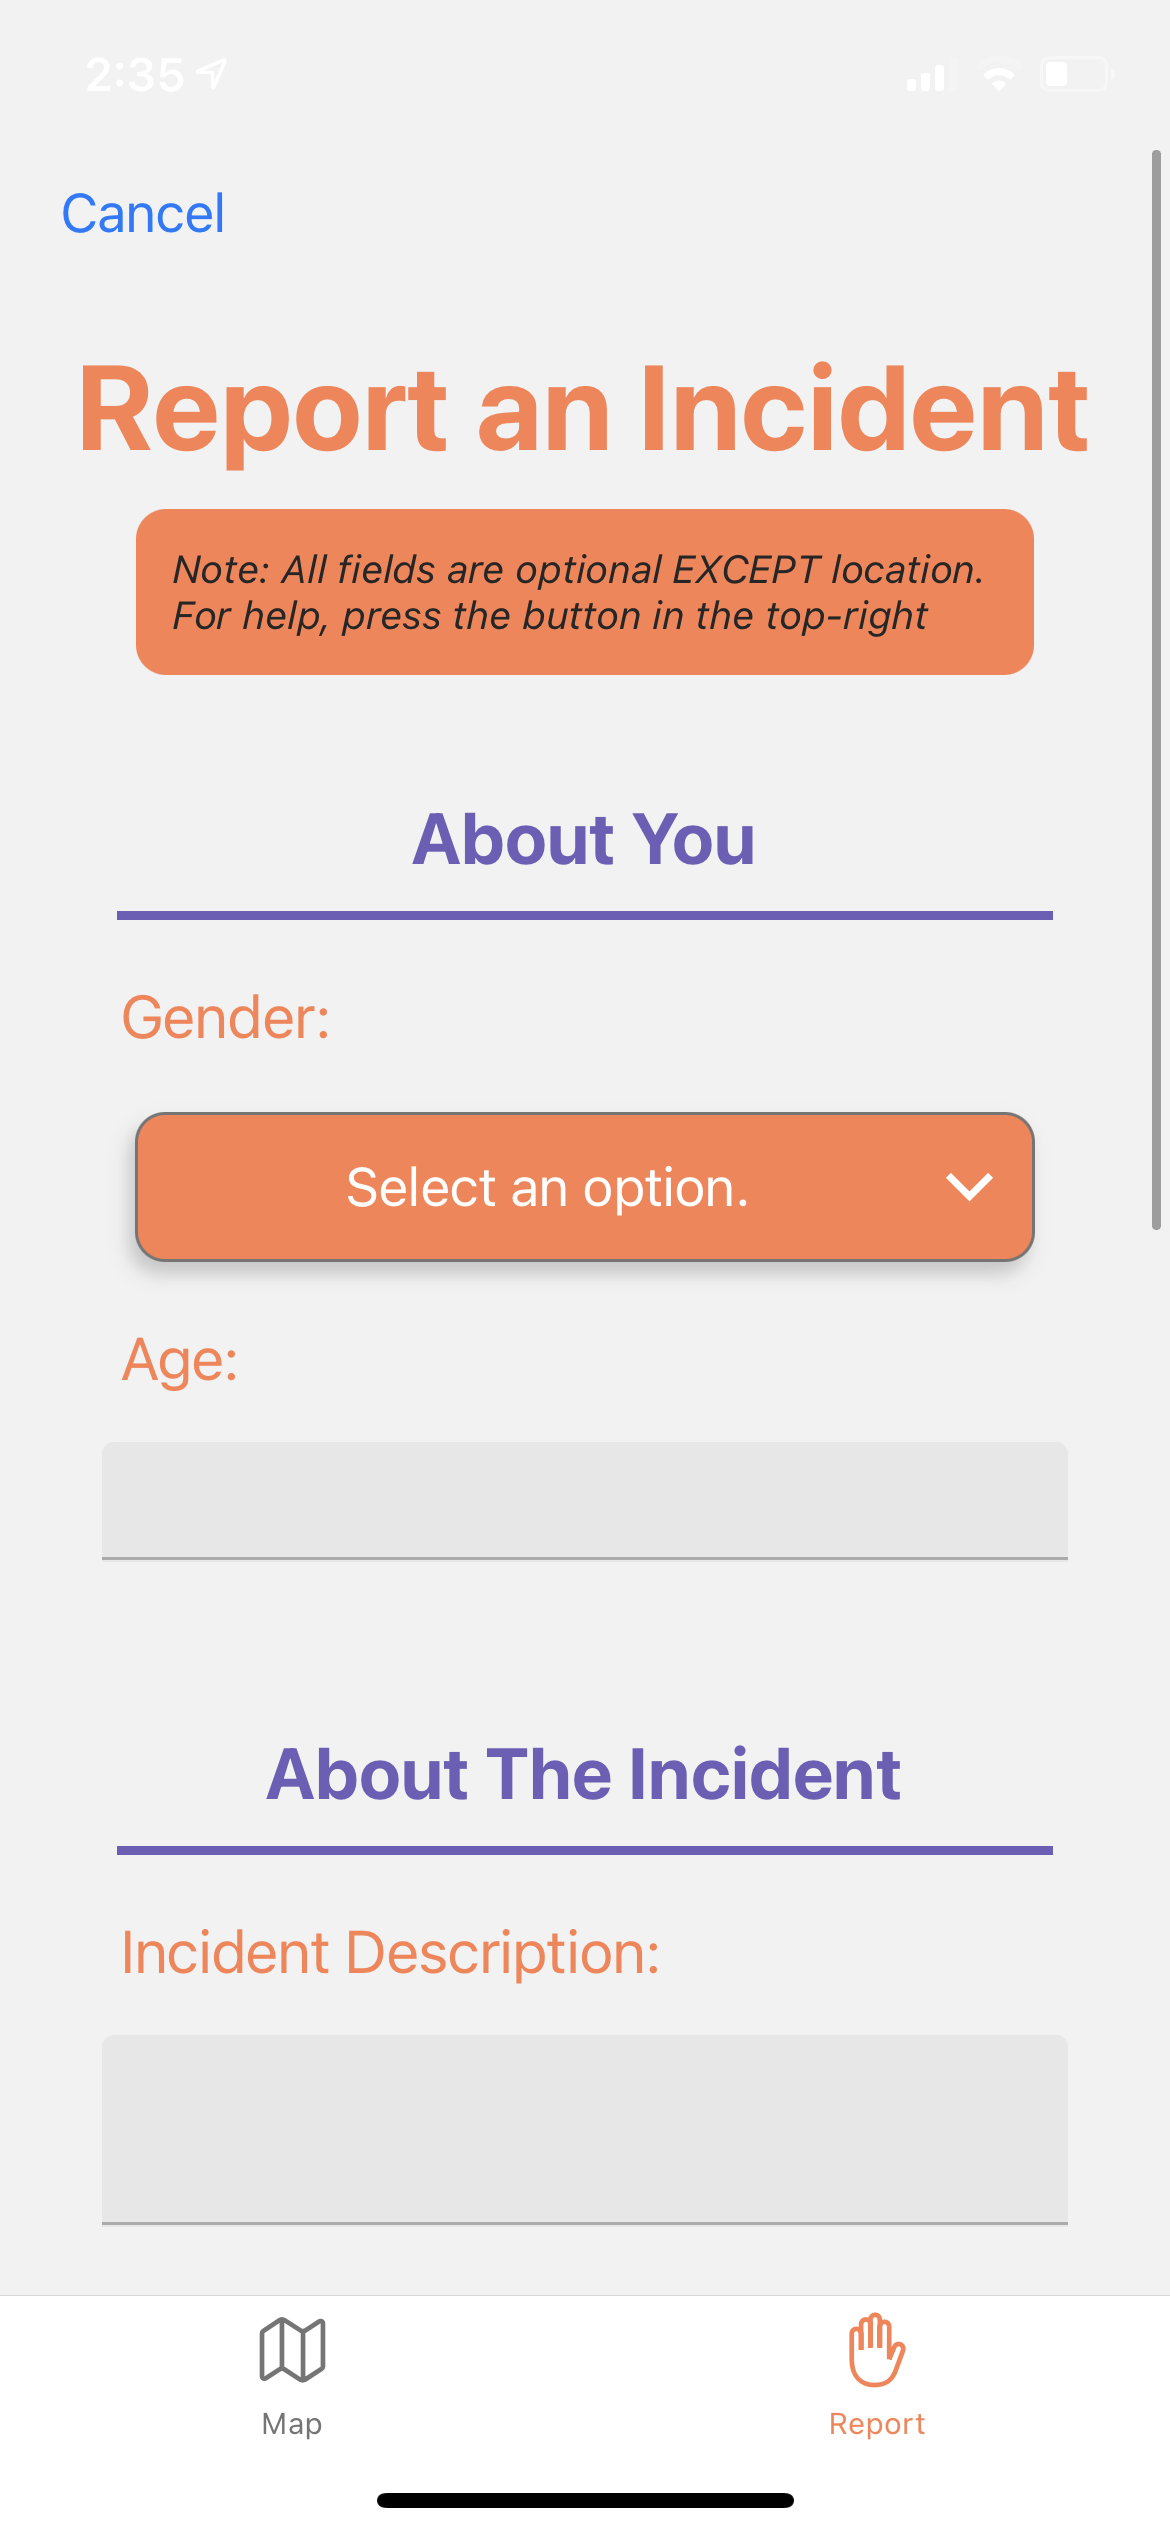 2:35
Cancel
Report an Incident
Note: All fields are optional EXCEPT location.
For help, press the button in the top-right
About You
Gender:
Select an option.
Age:
About The Incident
Incident Description:
Map
Report